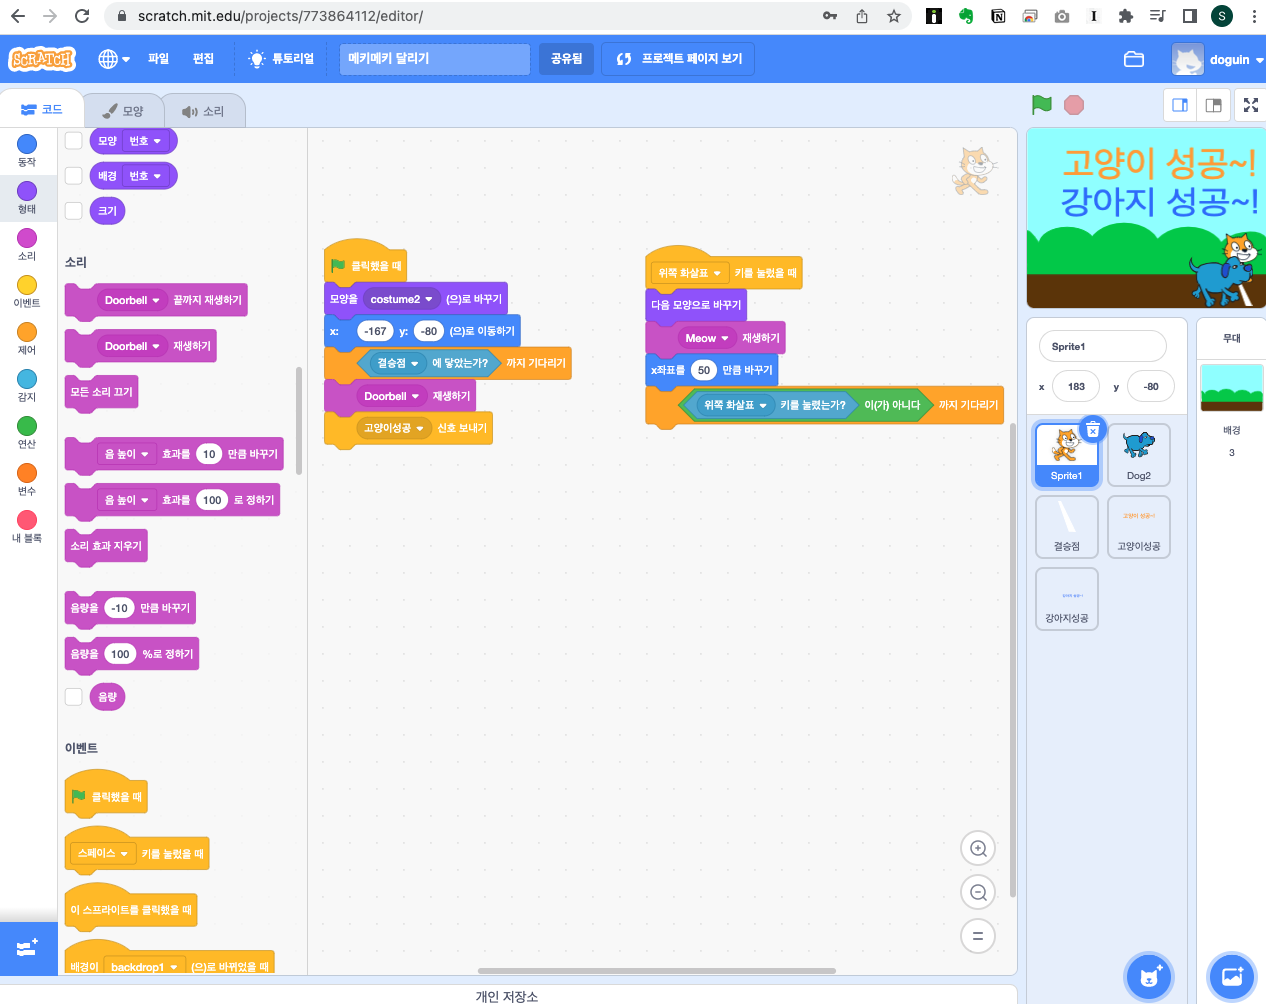 scratch.mit.edu/projects/773864112/editor/
S
SCRATCH
파일
편집
튜토리얼
메키메키 달리기
공유됨
프로젝트 페이지 보기
doguin
코드
모양
소리
동작
형태
소리
이벤트
제어
감지
연산
변수
내 블록
모양 번호
배경 번호
크기
소리
Doorbell 끝까지 재생하기
Doorbell 재생하기
모든 소리 끄기
음 높이 효과를 10 만큼 바꾸기
음 높이 효과를 100 로 정하기
소리 효과 지우기
음량을 -10 만큼 바꾸기
음량을 100 %로 정하기
음량
이벤트
클릭했을 때
스페이스 키를 눌렀을 때
이 스프라이트를 클릭했을 때
배경이 backdrop1 (으)로 바뀌었을 때
클릭했을 때
모양을 costume2 (으)로 바꾸기
x: -167 y: -80 (으)로 이동하기
결승점 에 닿았는가? 까지 기다리기
Doorbell 재생하기
고양이성공 신호 보내기
위쪽 화살표 키를 눌렀을 때
다음 모양으로 바꾸기
Meow 재생하기
x좌표를 50 만큼 바꾸기
위쪽 화살표 키를 눌렀는가? 이(가) 아니다 까지 기다리기
고양이 성공~!
강아지 성공~!
Sprite1
x 183 y -80
Sprite1
Dog2
결승점
고양이 성공~!
고양이성공
강아지 성공~!
강아지성공
무대
배경
3
개인 저장소